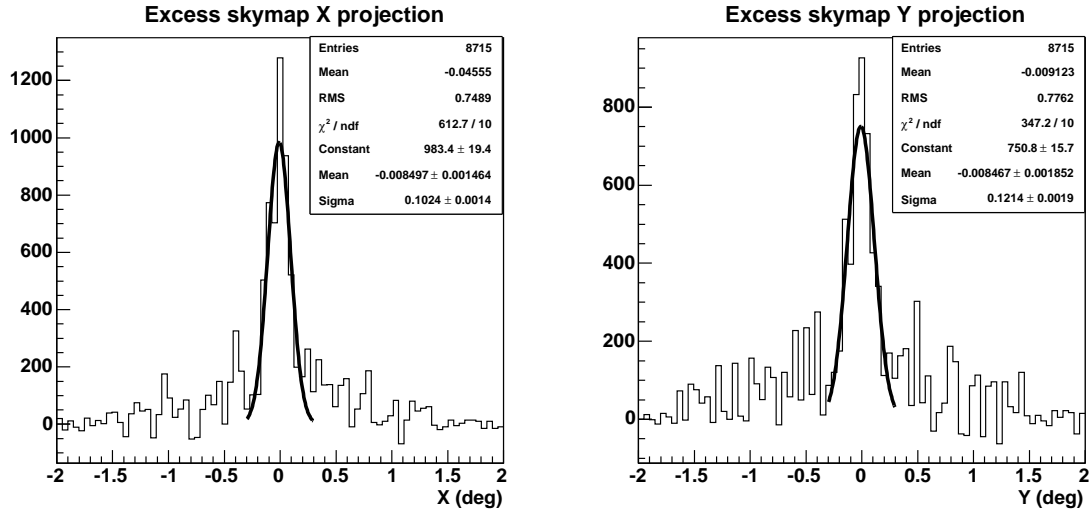 Excess skymap X projection
Entries 8715
Mean -0.04555
RMS 0.7489
χ² / ndf 612.7 / 10
Constant 983.4 ± 19.4
Mean -0.008497 ± 0.001464
Sigma 0.1024 ± 0.0014
1200
1000
800
600
400
200
0
-2 -1.5 -1 -0.5 0 0.5 1 1.5 2
X (deg)
Excess skymap Y projection
Entries 8715
Mean -0.009123
RMS 0.7762
χ² / ndf 347.2 / 10
Constant 750.8 ± 15.7
Mean -0.008467 ± 0.001852
Sigma 0.1214 ± 0.0019
800
600
400
200
0
-2 -1.5 -1 -0.5 0 0.5 1 1.5 2
Y (deg)